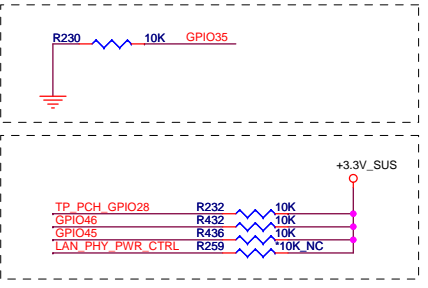 R230 10K GPIO35
+3.3V_SUS
TP_PCH_GPIO28 R232 10K
GPIO46 R432 10K
GPIO45 R436 10K
LAN_PHY_PWR_CTRL R259 *10K_NC